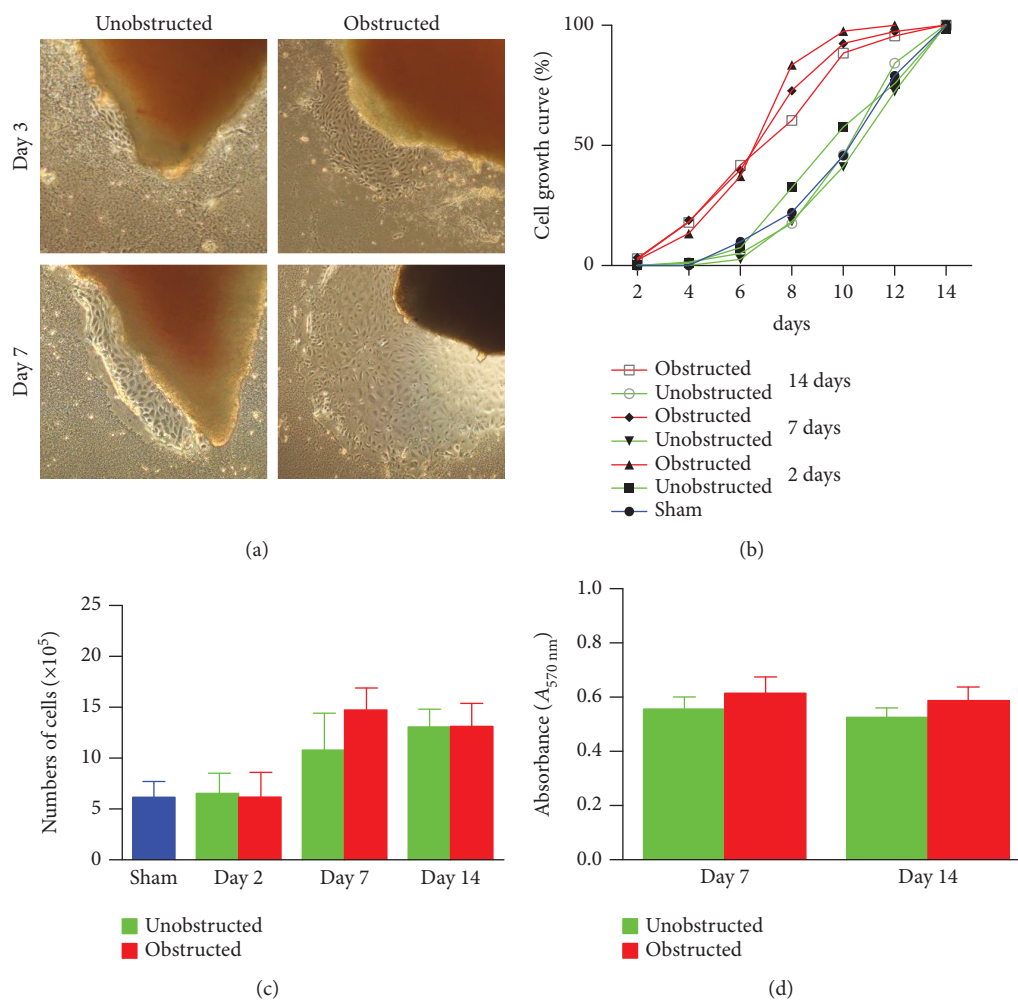 Unobstructed
Obstructed
Day 3
Day 7
(a)
Cell growth curve (%)
100
50
0
2 4 6 8 10 12 14
days
Obstructed
Unobstructed
14 days
Obstructed
Unobstructed
7 days
Obstructed
Unobstructed
2 days
Sham
(b)
Numbers of cells (×10⁵)
25
20
15
10
5
0
Sham Day 2 Day 7 Day 14
Unobstructed
Obstructed
(c)
Absorbance (A₅₇₀ ₙₘ)
1.0
0.8
0.6
0.4
0.2
0.0
Day 7 Day 14
Unobstructed
Obstructed
(d)